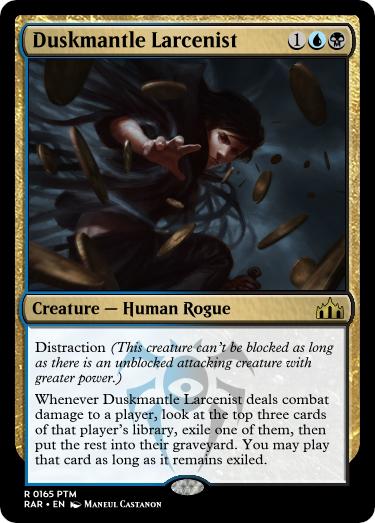 Duskmantle Larcenist 1
Creature — Human Rogue
Distraction (This creature can't be blocked as long
as there is an unblocked attacking creature with
greater power.)
Whenever Duskmantle Larcenist deals combat
damage to a player, look at the top three cards
of that player's library, exile one of them, then
put the rest into their graveyard. You may play
that card as long as it remains exiled.
R 0165 PTM
RAR • EN Maneul Castanon